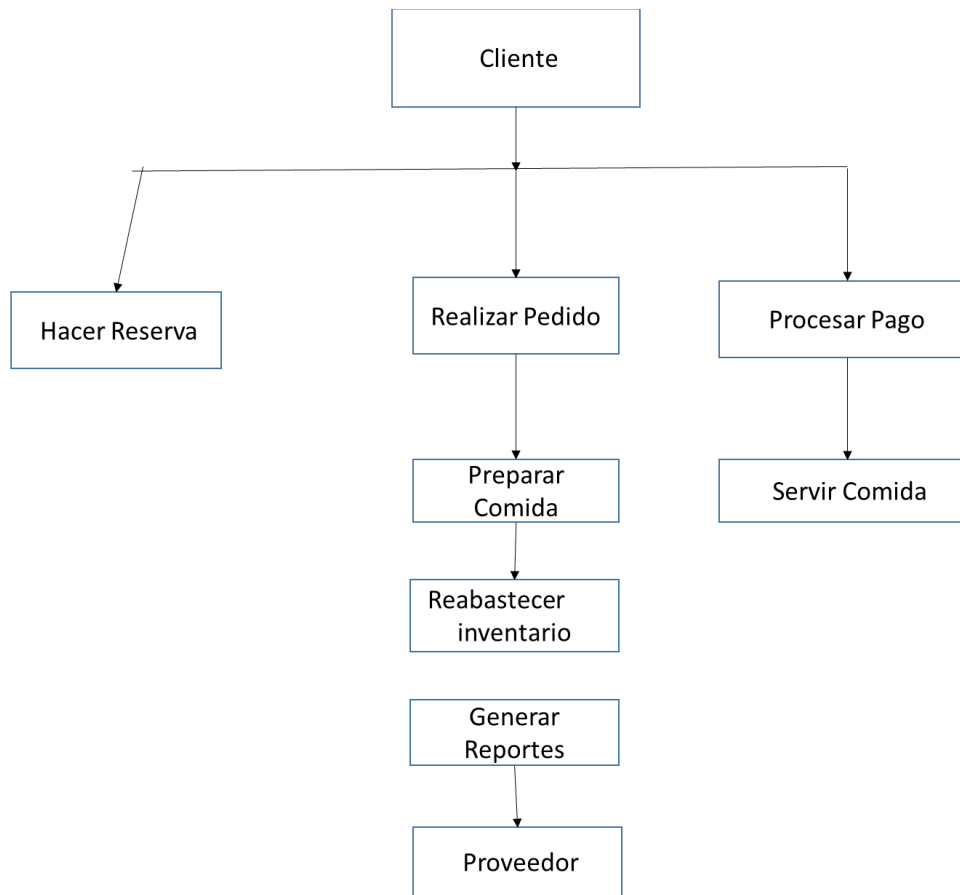 Cliente
Hacer Reserva
Realizar Pedido
Procesar Pago
Preparar
Comida
Servir Comida
Reabastecer
inventario
Generar
Reportes
Proveedor